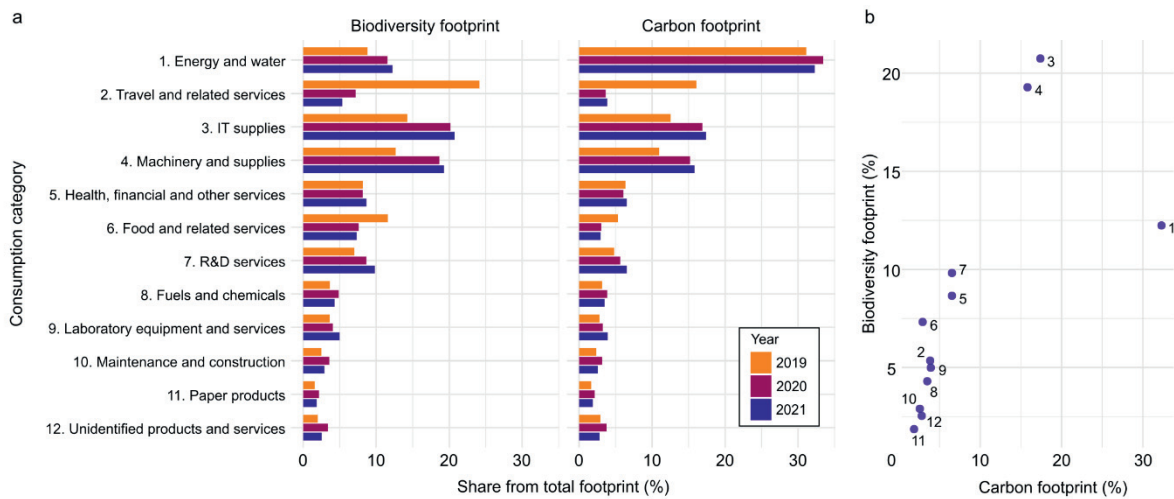 a
Biodiversity footprint
Carbon footprint
Consumption category
1. Energy and water
2. Travel and related services
3. IT supplies
4. Machinery and supplies
5. Health, financial and other services
6. Food and related services
7. R&D services
8. Fuels and chemicals
9. Laboratory equipment and services
10. Maintenance and construction
11. Paper products
12. Unidentified products and services
0 10 20 30
0 10 20 30
Share from total footprint (%)
Year
2019
2020
2021
b
Biodiversity footprint (%)
20
15
10
5
3
4
1
7
5
6
2
9
8
10
12
11
0 10 20 30
Carbon footprint (%)